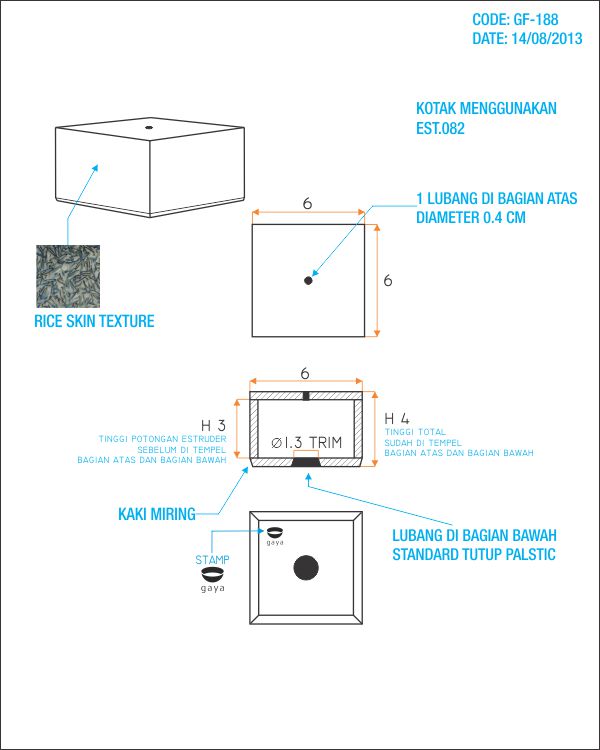 CODE: GF-188
DATE: 14/08/2013
KOTAK MENGGUNAKAN
EST.082
1 LUBANG DI BAGIAN ATAS
DIAMETER 0.4 CM
6
6
RICE SKIN TEXTURE
6
H 3
TINGGI POTONGAN ESTRUDER
SEBELUM DI TEMPEL
BAGIAN ATAS DAN BAGIAN BAWAH
Ø1.3 TRIM
H 4
TINGGI TOTAL
SUDAH DI TEMPEL
BAGIAN ATAS DAN BAGIAN BAWAH
KAKI MIRING
LUBANG DI BAGIAN BAWAH
STANDARD TUTUP PALSTIC
gaya
STAMP
gaya